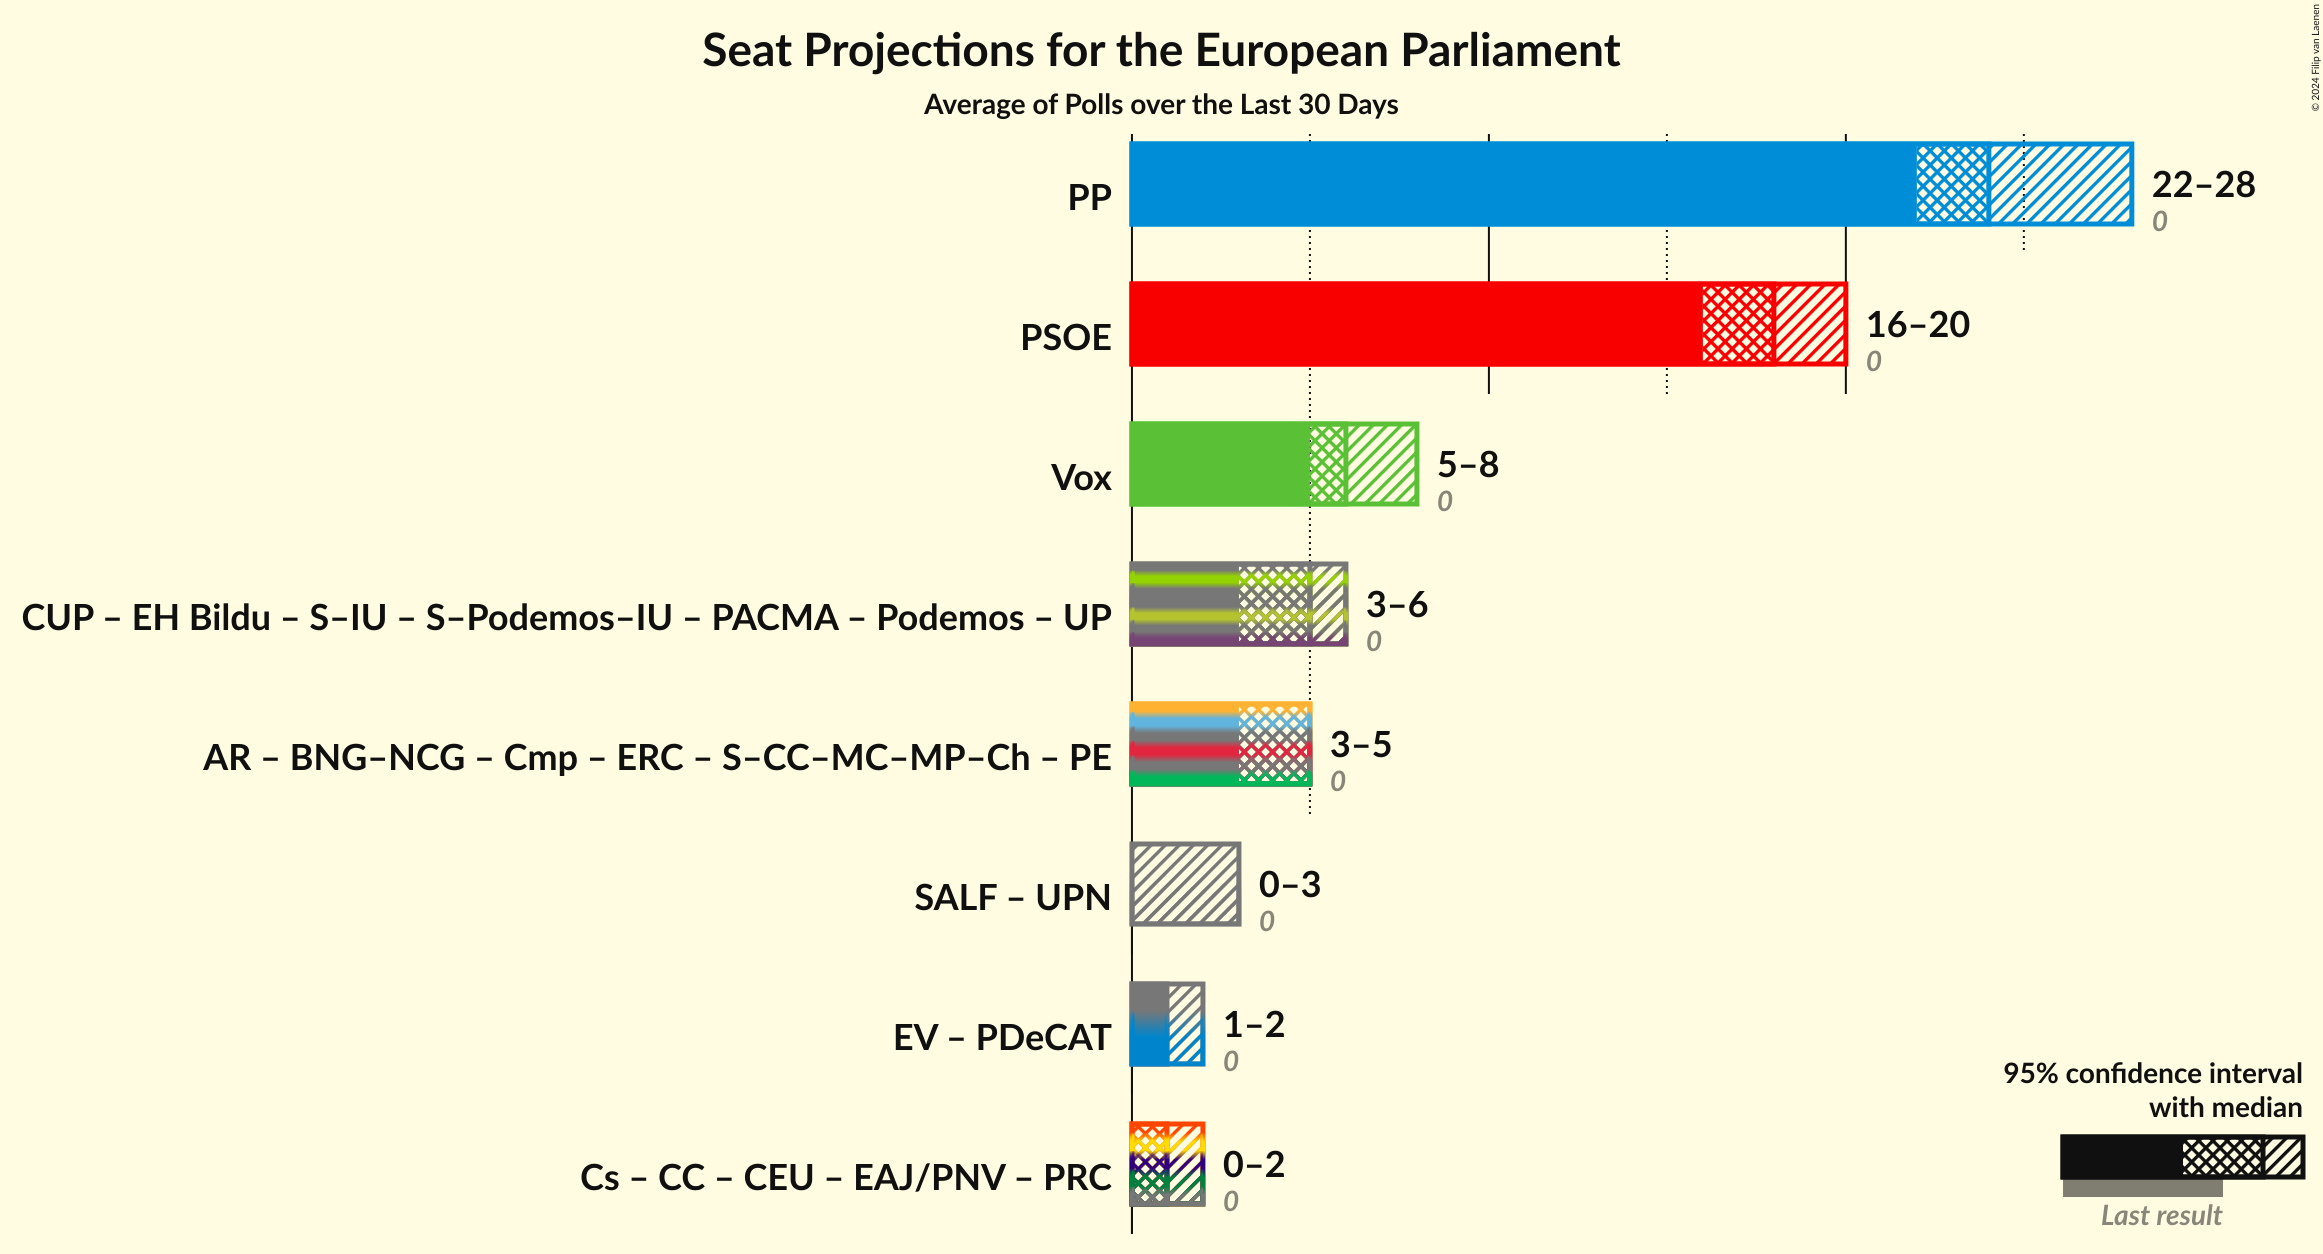 Seat Projections for the European Parliament
Average of Polls over the Last 30 Days
© 2024 Filip van Laenen
PP
22–28
0
PSOE
16–20
0
Vox
5–8
0
CUP – EH Bildu – S–IU – S–Podemos–IU – PACMA – Podemos – UP
3–6
0
AR – BNG–NCG – Cmp – ERC – S–CC–MC–MP–Ch – PE
3–5
0
SALF – UPN
0–3
0
EV – PDeCAT
1–2
0
Cs – CC – CEU – EAJ/PNV – PRC
0–2
0
95% confidence interval
with median
Last result